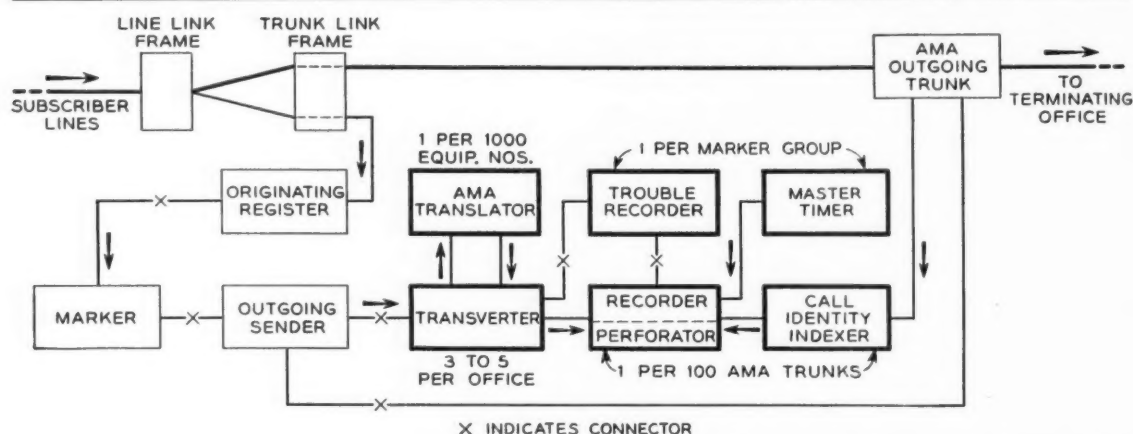 LINE LINK
FRAME
TRUNK LINK
FRAME
AMA
OUTGOING
TRUNK
SUBSCRIBER
LINES
TO
TERMINATING
OFFICE
1 PER 1000
EQUIP. NOS.
1 PER MARKER GROUP
ORIGINATING
REGISTER
AMA
TRANSLATOR
TROUBLE
RECORDER
MASTER
TIMER
MARKER
OUTGOING
SENDER
TRANSVERTER
RECORDER
PERFORATOR
CALL
IDENTITY
INDEXER
3 TO 5
PER OFFICE
1 PER 100 AMA TRUNKS
X INDICATES CONNECTOR